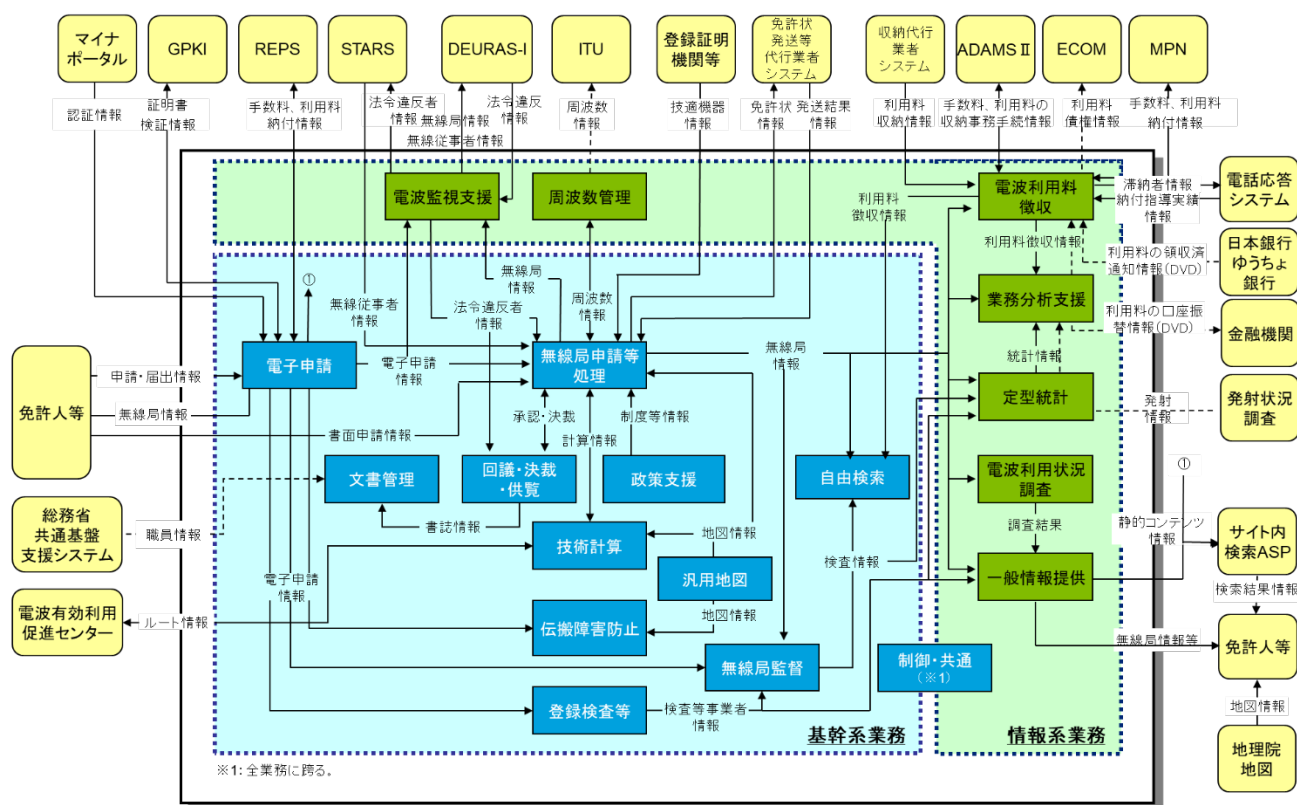 マイナ
ポータル
GPKI
REPS
STARS
DEURAS-I
ITU
登録証明
機関等
免許状
発送等
代行業者
システム
収納代行
業者
システム
ADAMSⅡ
ECOM
MPN
認証情報
証明書
検証情報
手数料、利用料
納付情報
法令違反者
情報
無線局情報
無線従事者情報
法令違反
情報
周波数
情報
技適機器情報
免許状
情報
発送結果
情報
利用料
収納情報
手数料、利用料の
収納事務手続情報
利用料
債権情報
手数料、利用料
納付情報
電波監視支援
周波数管理
利用料
徴収情報
電波利用料
徴収
滞納者情報
納付指導実績
情報
電話応答
システム
利用料徴収情報
利用料の領収済
通知情報(DVD)
日本銀行
ゆうちょ
銀行
①
無線従事者
情報
無線局
情報
法令違反者
情報
周波数
情報
業務分析支援
利用料の口座振
替情報(DVD)
金融機関
免許人等
申請・届出情報
無線局情報
電子申請
電子申請
情報
無線局申請等
処理
無線局
情報
統計情報
定型統計
発射
情報
発射状況
調査
書面申請情報
承認・決裁
計算情報
制度等情報
文書管理
回議・決裁
・供覧
政策支援
自由検索
電波利用状況
調査
①
総務省
共通基盤
支援システム
職員情報
書誌情報
技術計算
地図情報
検査情報
調査結果
静的コンテンツ
情報
サイト内
検索ASP
電子申請
情報
汎用地図
一般情報提供
検索結果情報
電波有効利用
促進センター
ルート情報
伝搬障害防止
地図情報
無線局情報等
免許人等
無線局監督
制御・共通
(※1)
登録検査等
検査等事業者
情報
地図情報
基幹系業務
情報系業務
地理院
地図
※1: 全業務に跨る。